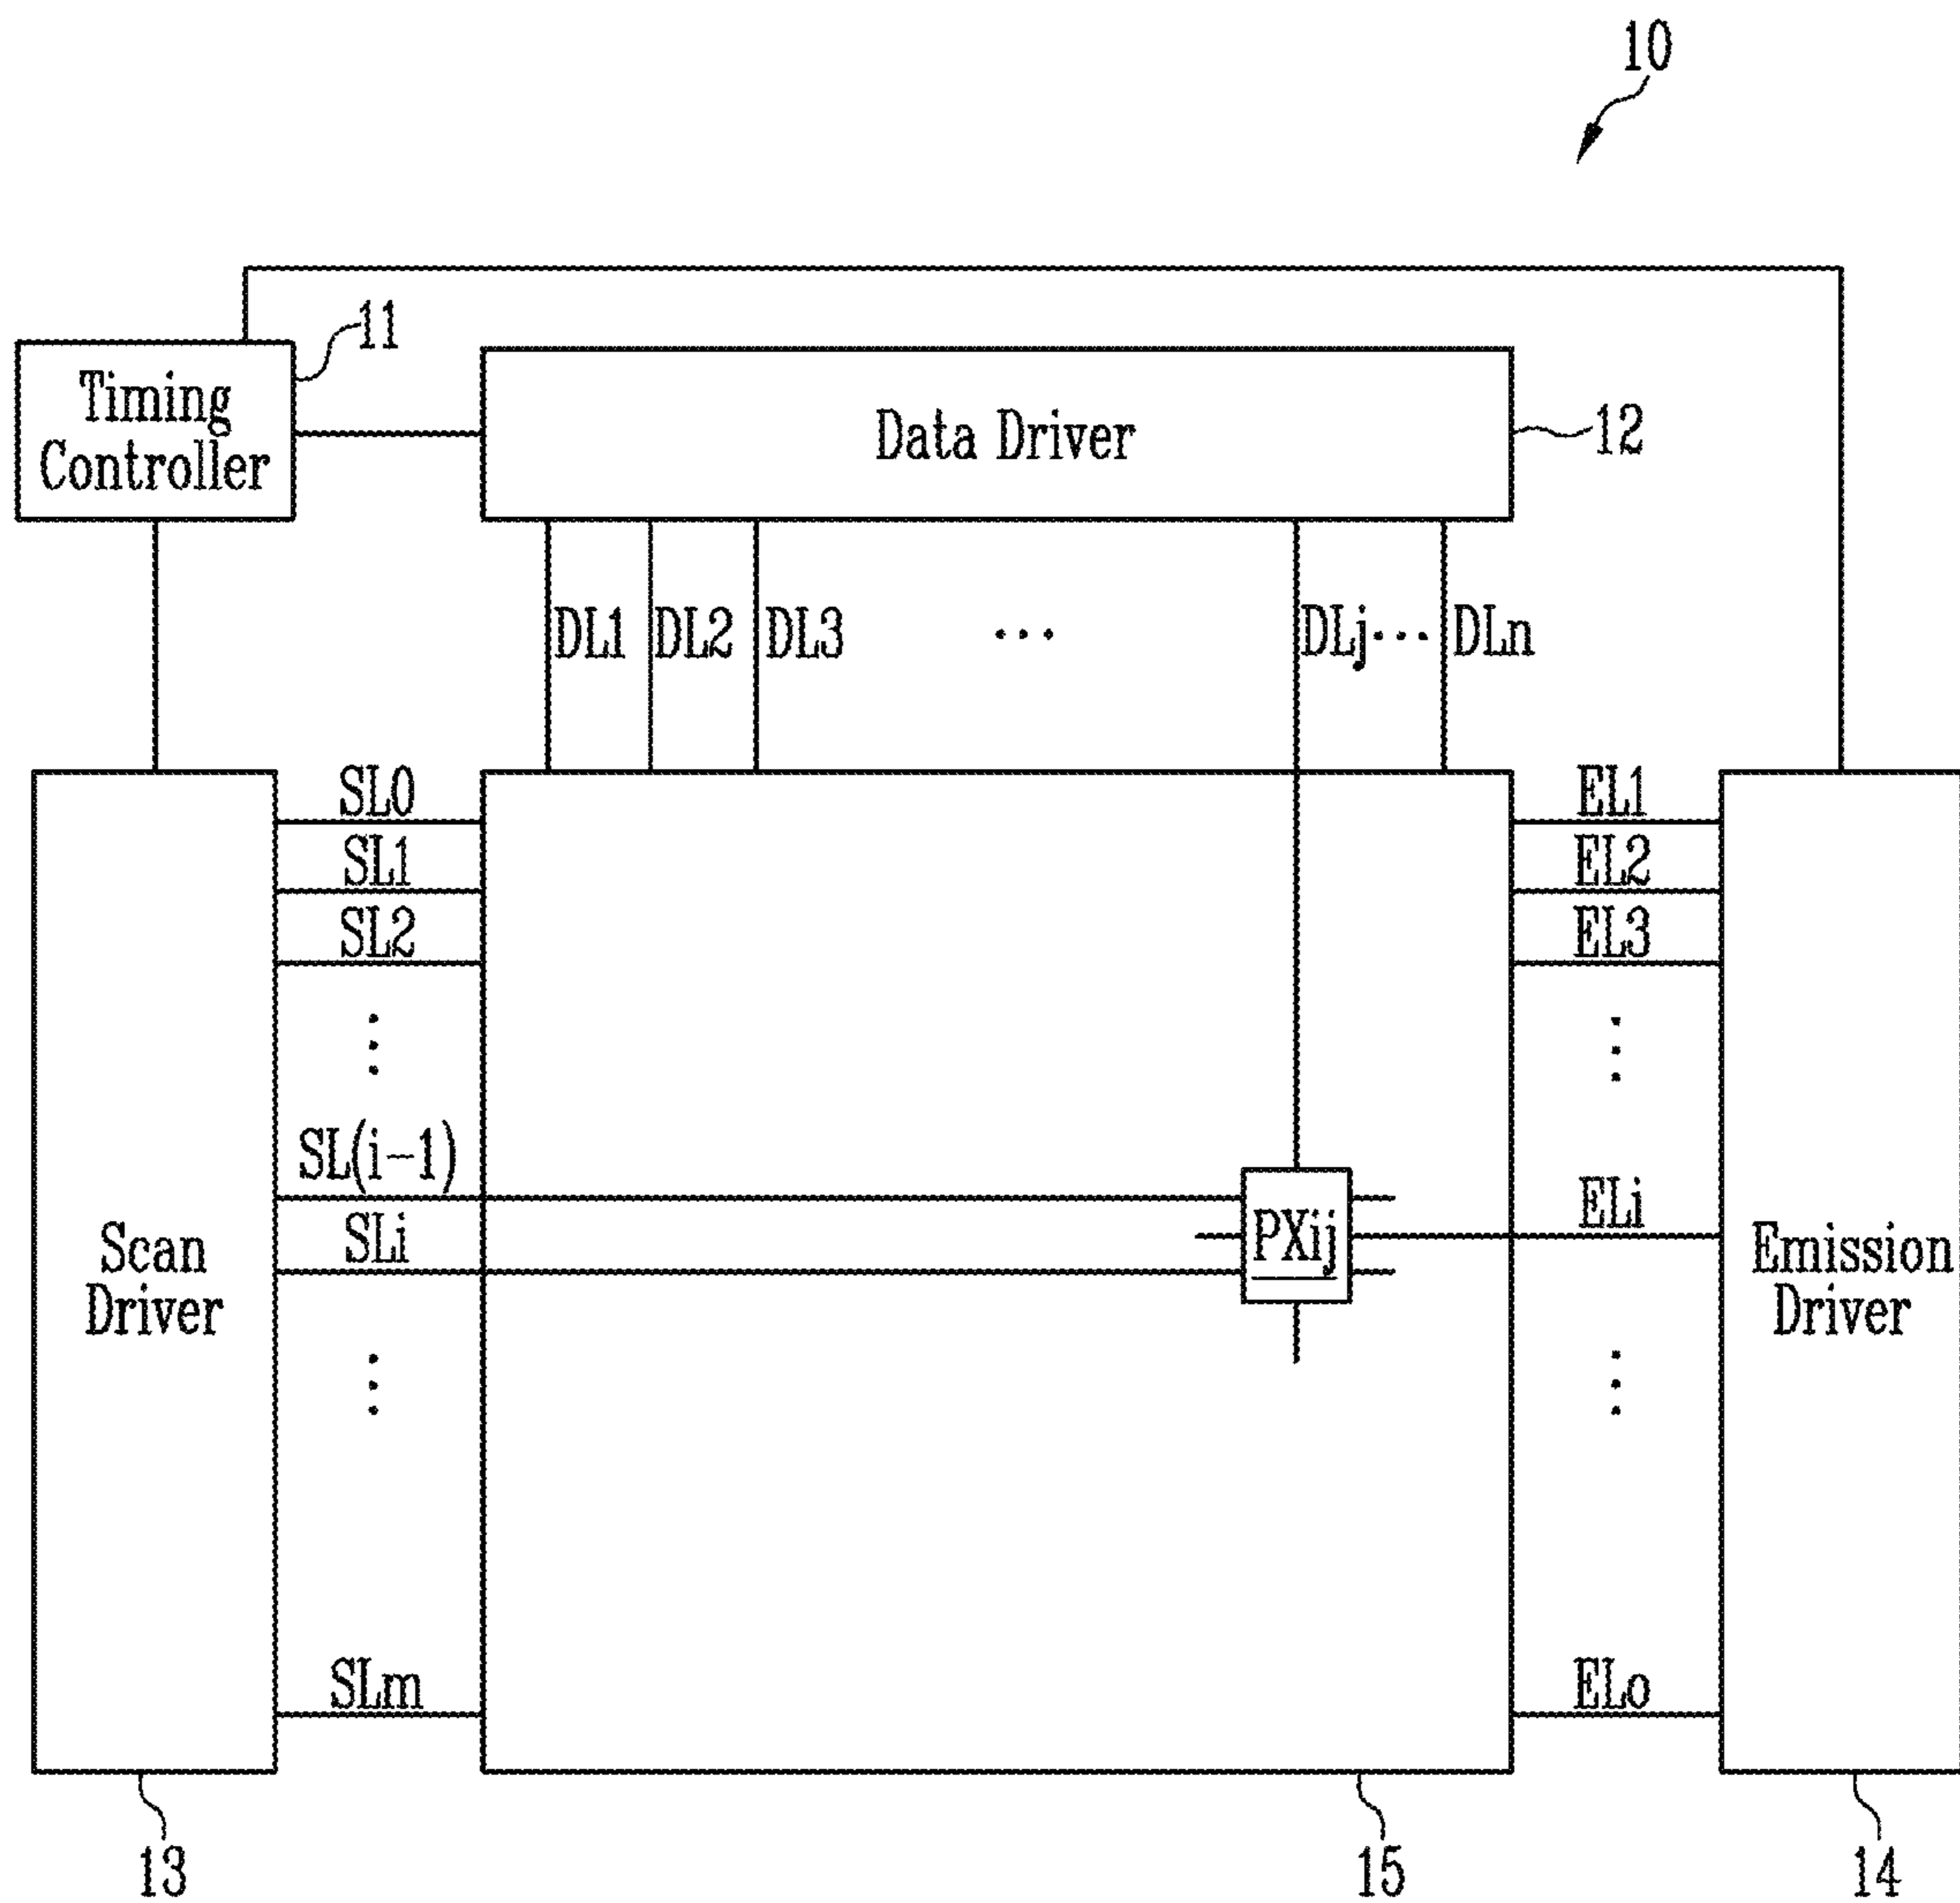 10
11
Timing
Controller
Data Driver
12
DL1 DL2 DL3 ... DLj... DLn
SL0
SL1
SL2
SL(i-1)
SLi
SLm
EL1
EL2
EL3
ELi
ELo
Scan
Driver
PXij
Emission
Driver
13
15
14